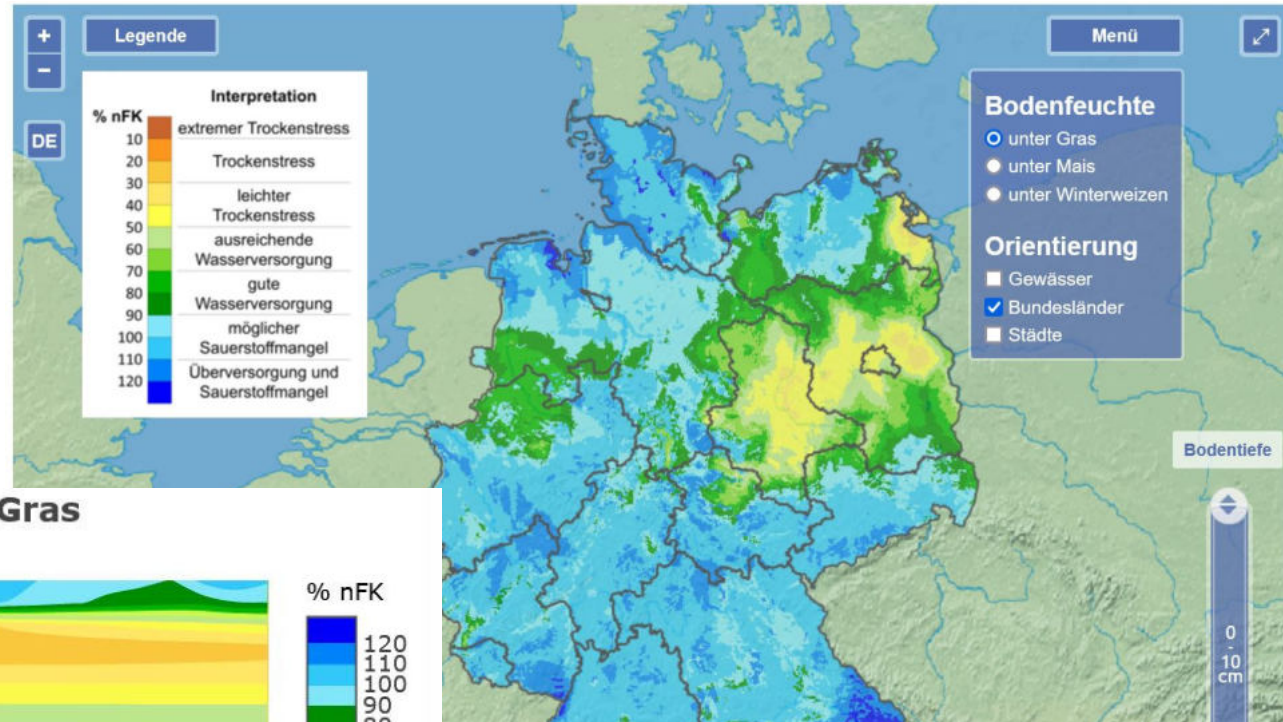 +
Legende
Menü
−
DE
Interpretation
% nFK
extremer Trockenstress
10
Trockenstress
20
30
leichter
Trockenstress
40
50
ausreichende
Wasserversorgung
60
70
gute
Wasserversorgung
80
90
möglicher
Sauerstoffmangel
100
110
Überversorgung und
Sauerstoffmangel
120
Bodenfeuchte
unter Gras
unter Mais
unter Winterweizen
Orientierung
Gewässer
Bundesländer
Städte
Bodentiefe
0
-
10
cm
Gras
% nFK
120
110
100
90